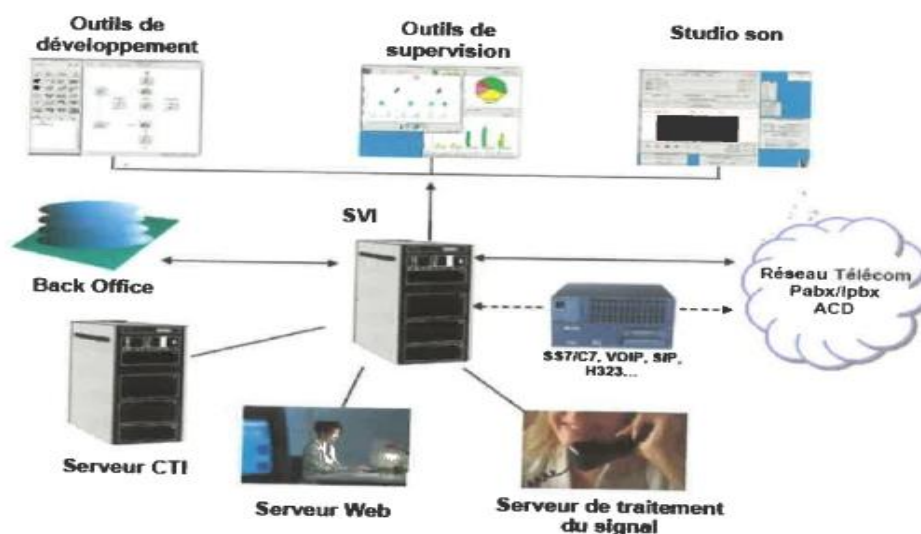 Outils de
développement
Outils de
supervision
Studio son
SVI
Back Office
Réseau Télécom
Pabx/Ipbx
ACD
SS7/C7, VOIP, SIP,
H323...
Serveur CTI
Serveur Web
Serveur de traitement
du signal